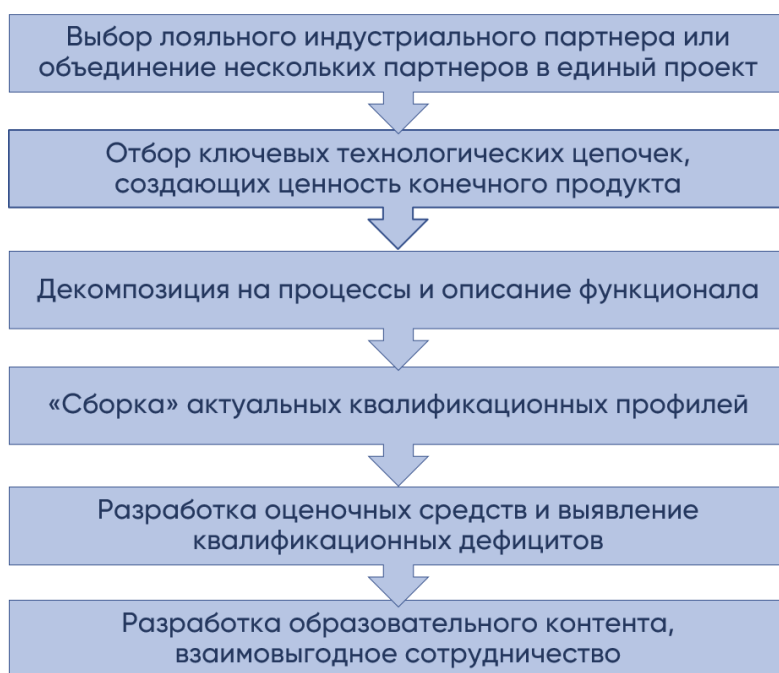 Выбор лояльного индустриального партнера или
объединение нескольких партнеров в единый проект
Отбор ключевых технологических цепочек,
создающих ценность конечного продукта
Декомпозиция на процессы и описание функционала
«Сборка» актуальных квалификационных профилей
Разработка оценочных средств и выявление
квалификационных дефицитов
Разработка образовательного контента,
взаимовыгодное сотрудничество